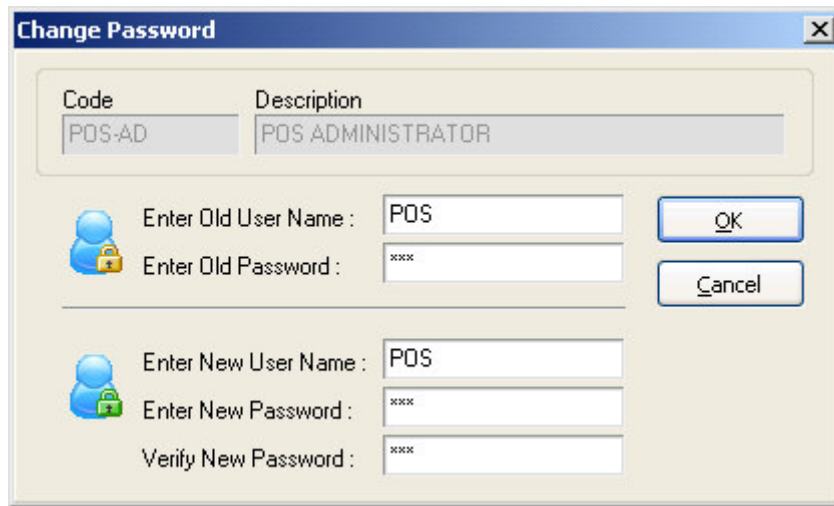 Change Password
Code Description
POS-AD POS ADMINISTRATOR
Enter Old User Name : POS OK
Enter Old Password : ***
Cancel
Enter New User Name : POS
Enter New Password : ***
Verify New Password : ***